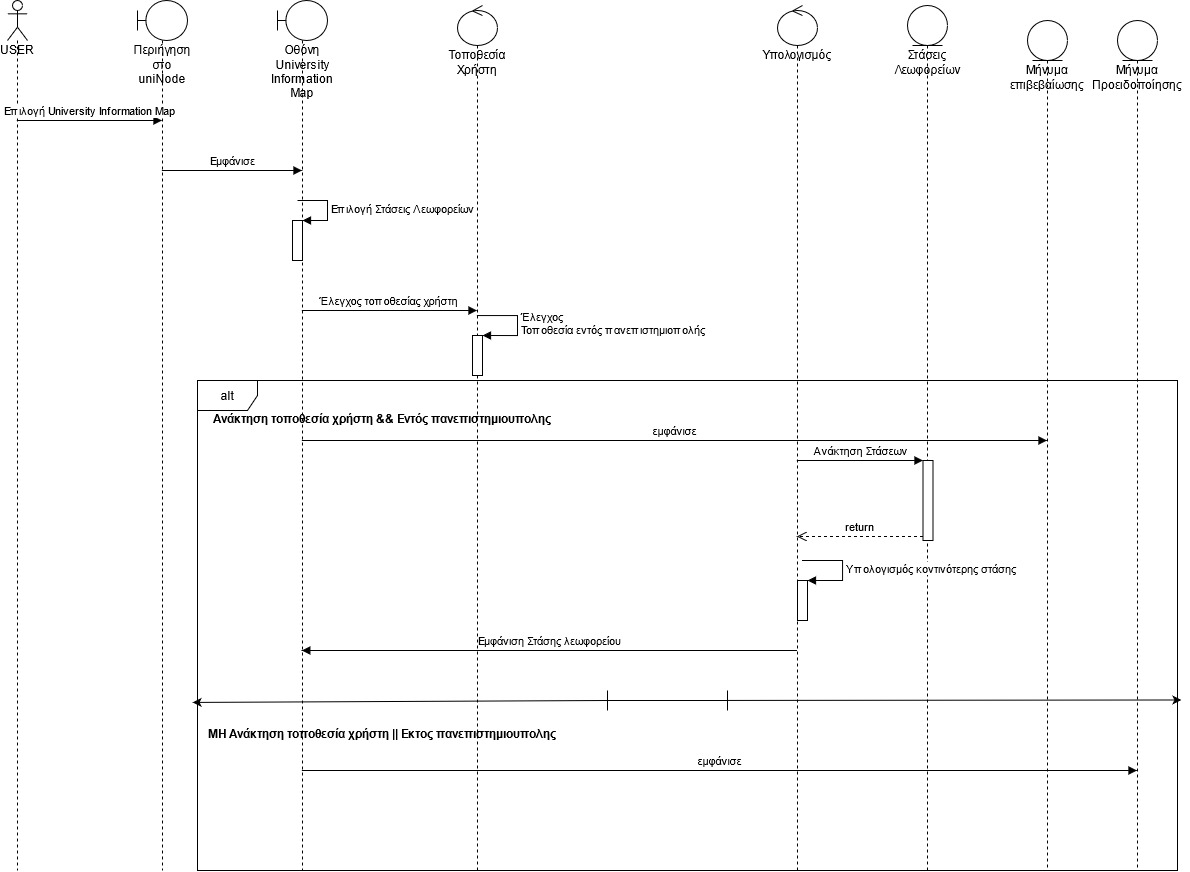 USER
Περιήγηση
στο
uniNode
Οθόνη
University
Information
Map
Τοποθεσία
Χρήστη
Υπολογισμός
Στάσεις
Λεωφορείων
Μήνυμα
επιβεβαίωσης
Μήνυμα
Προειδοποίησης
Επιλογή University Information Map
Εμφάνισε
Επιλογή Στάσεις Λεωφορείων
Έλεγχος τοποθεσίας χρήστη
Έλεγχος
Τοποθεσία εντός πανεπιστημιοπολής
alt
Ανάκτηση τοποθεσία χρήστη && Εντός πανεπιστημιουπολης
εμφάνισε
Ανάκτηση Στάσεων
return
Υπολογισμός κοντινότερης στάσης
Εμφάνιση Στάσης λεωφορείου
ΜΗ Ανάκτηση τοποθεσία χρήστη || Εκτος πανεπιστημιουπολης
εμφάνισε